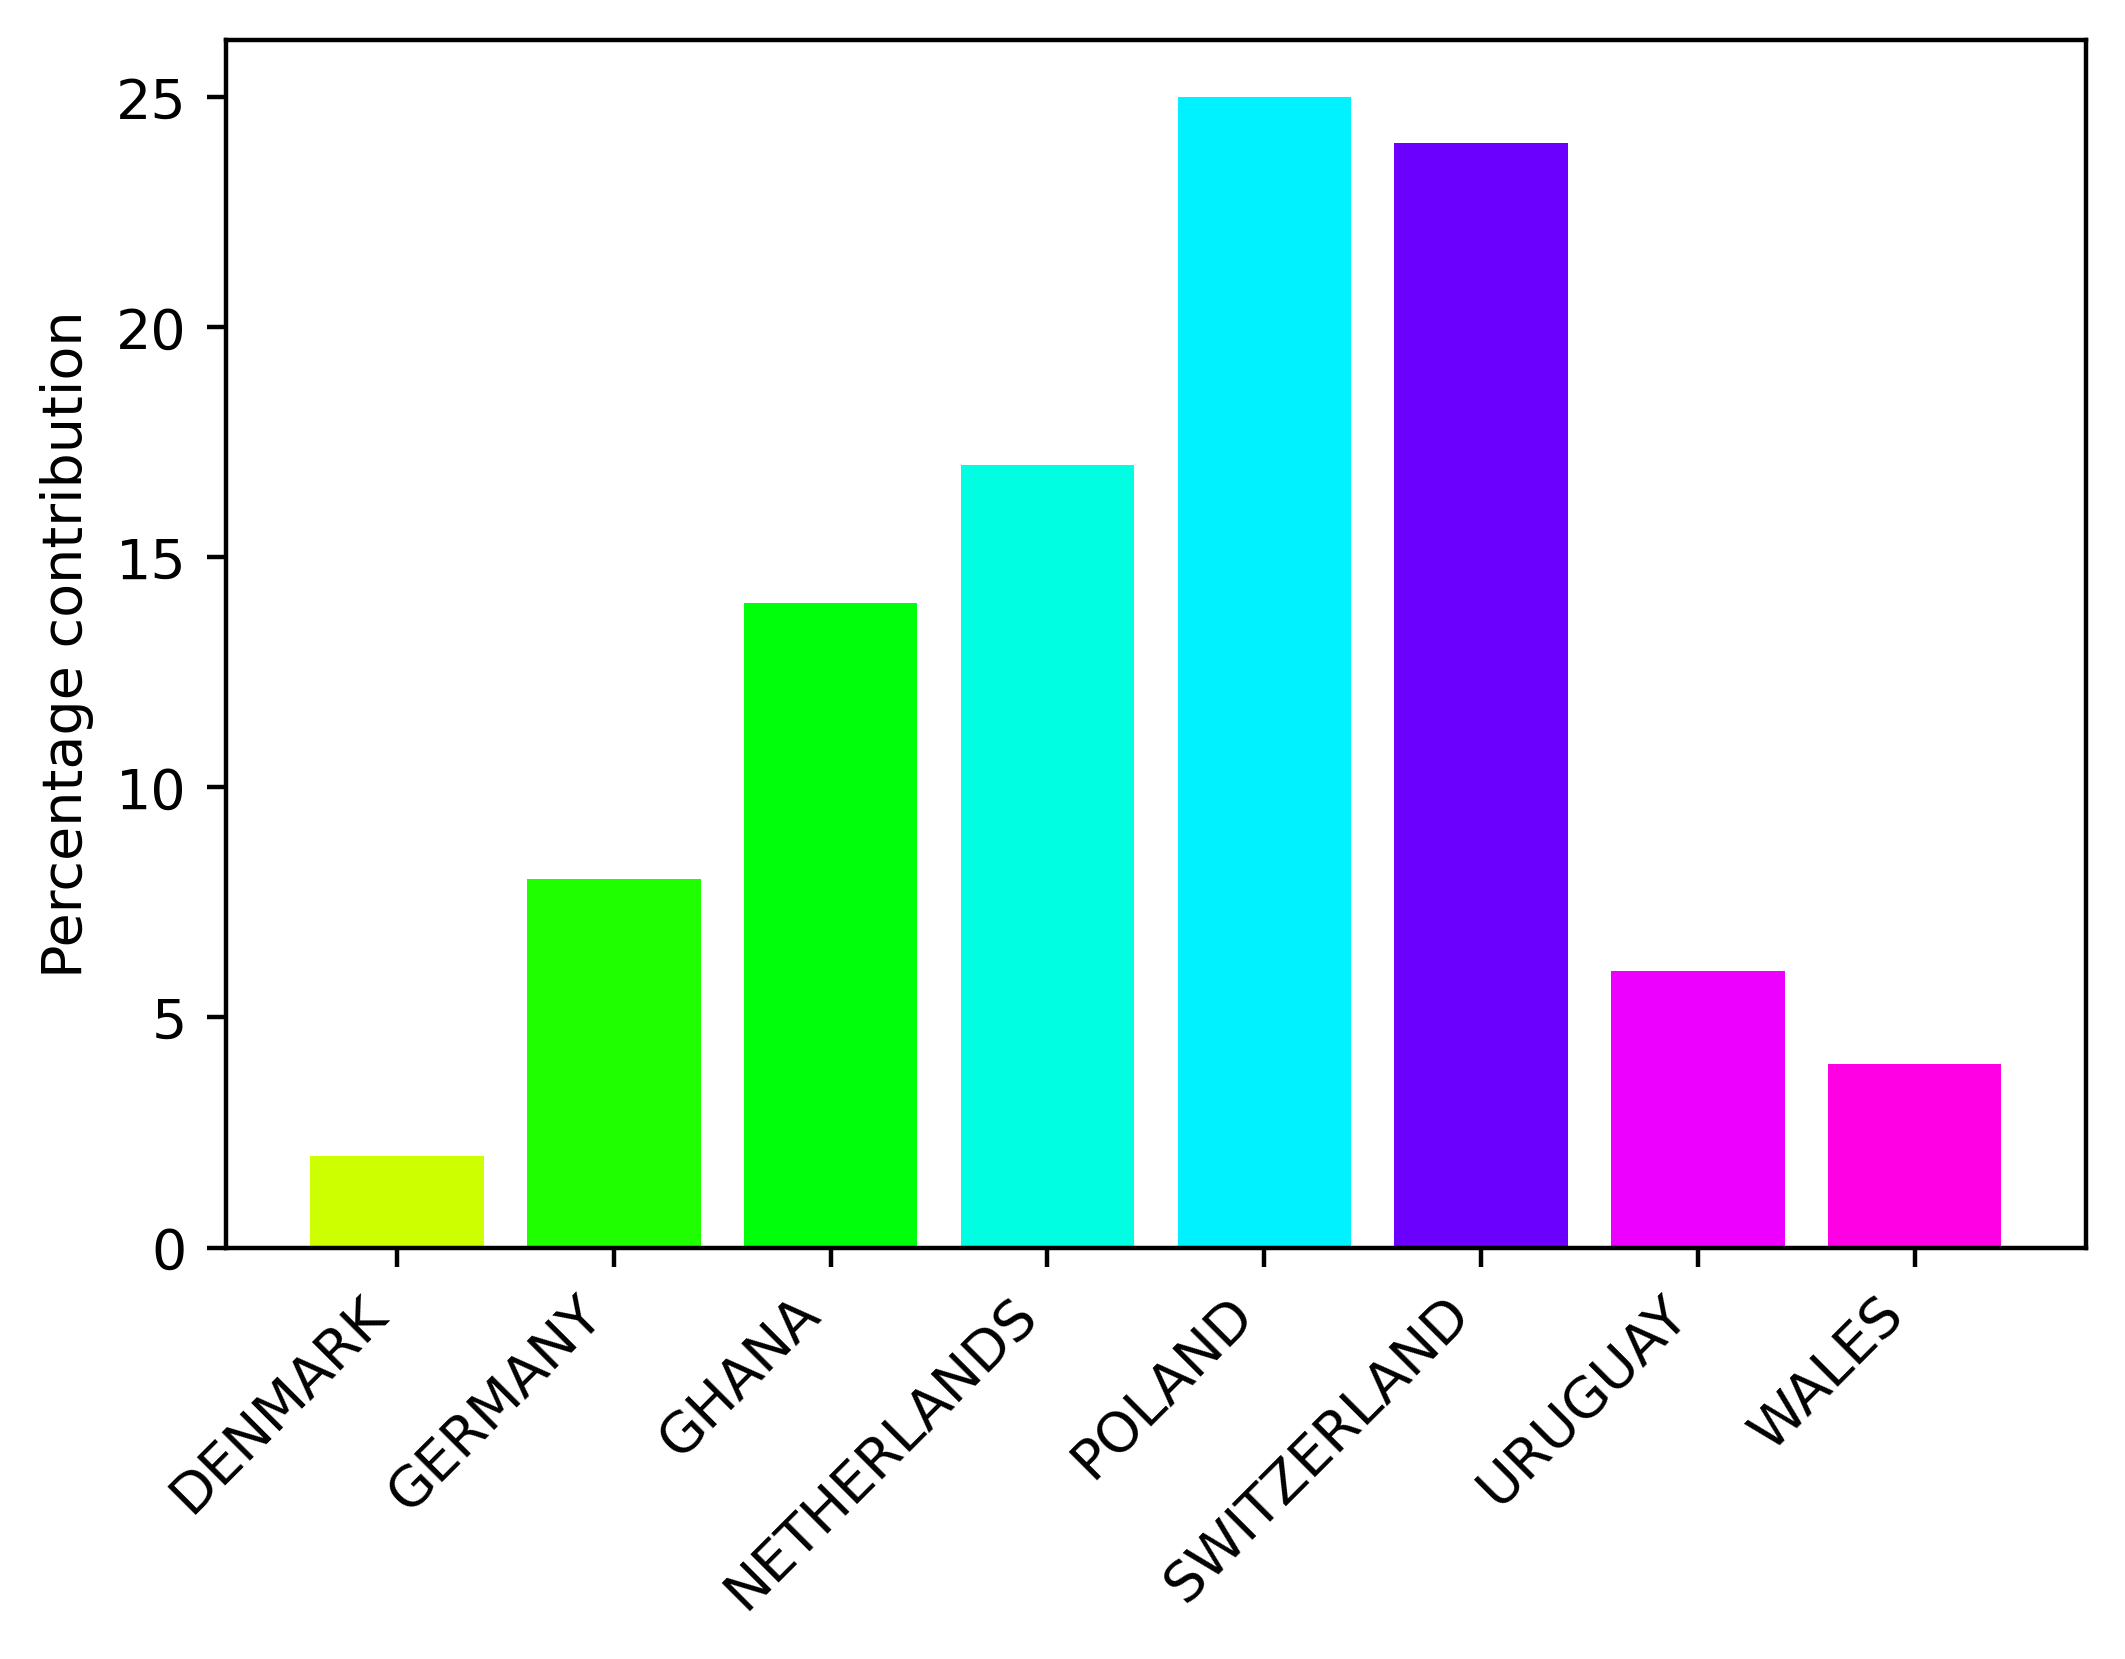 Percentage contribution
25
20
15
10
5
0
DENMARK
GERMANY
GHANA
NETHERLANDS
POLAND
SWITZERLAND
URUGUAY
WALES